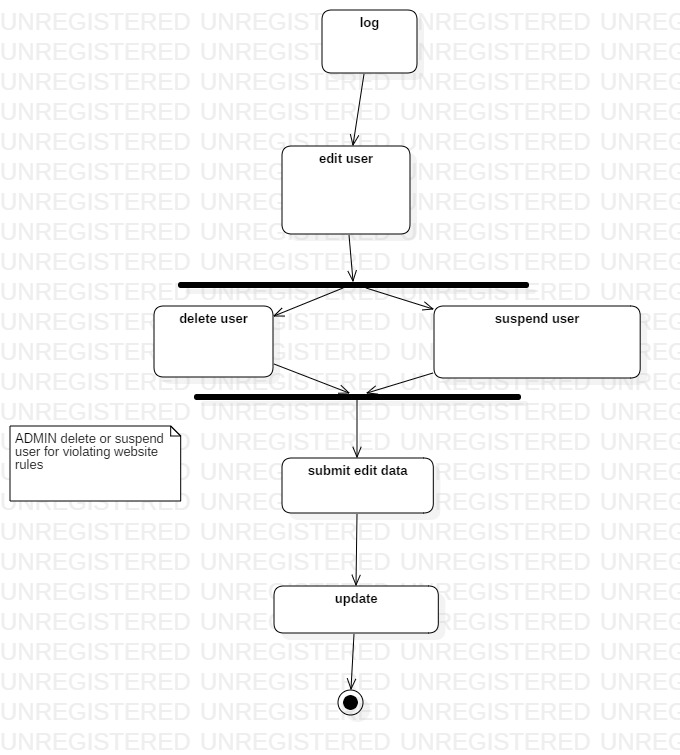 log
edit user
delete user
suspend user
ADMIN delete or suspend
user for violating website
rules
submit edit data
update
UNREGISTERED